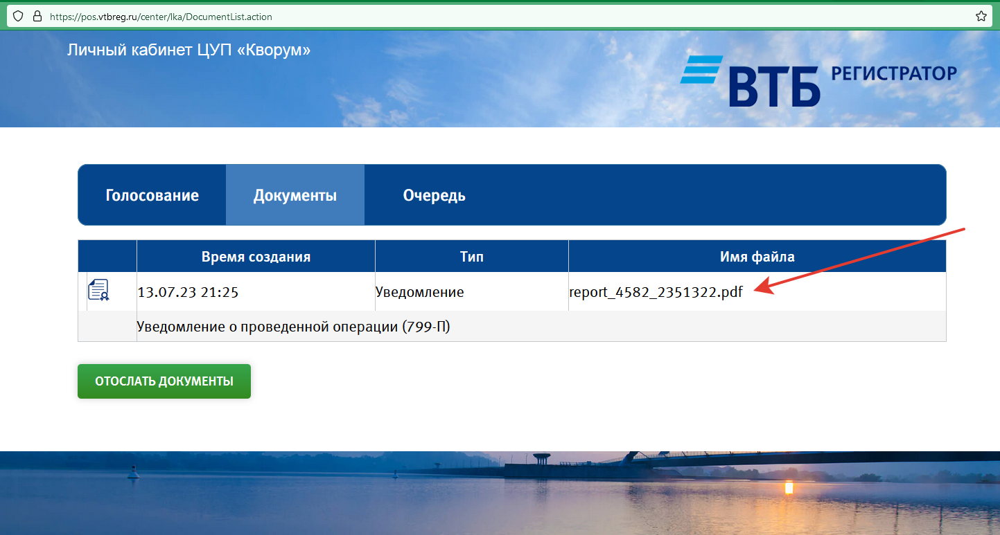 https://pos.vtbreg.ru/center/lka/DocumentList.action
Личный кабинет ЦУП «Кворум»
ВТБ РЕГИСТРАТОР
Голосование Документы Очередь
Время создания Тип Имя файла
13.07.23 21:25 Уведомление report_4582_2351322.pdf
Уведомление о проведенной операции (799-П)
ОТОСЛАТЬ ДОКУМЕНТЫ